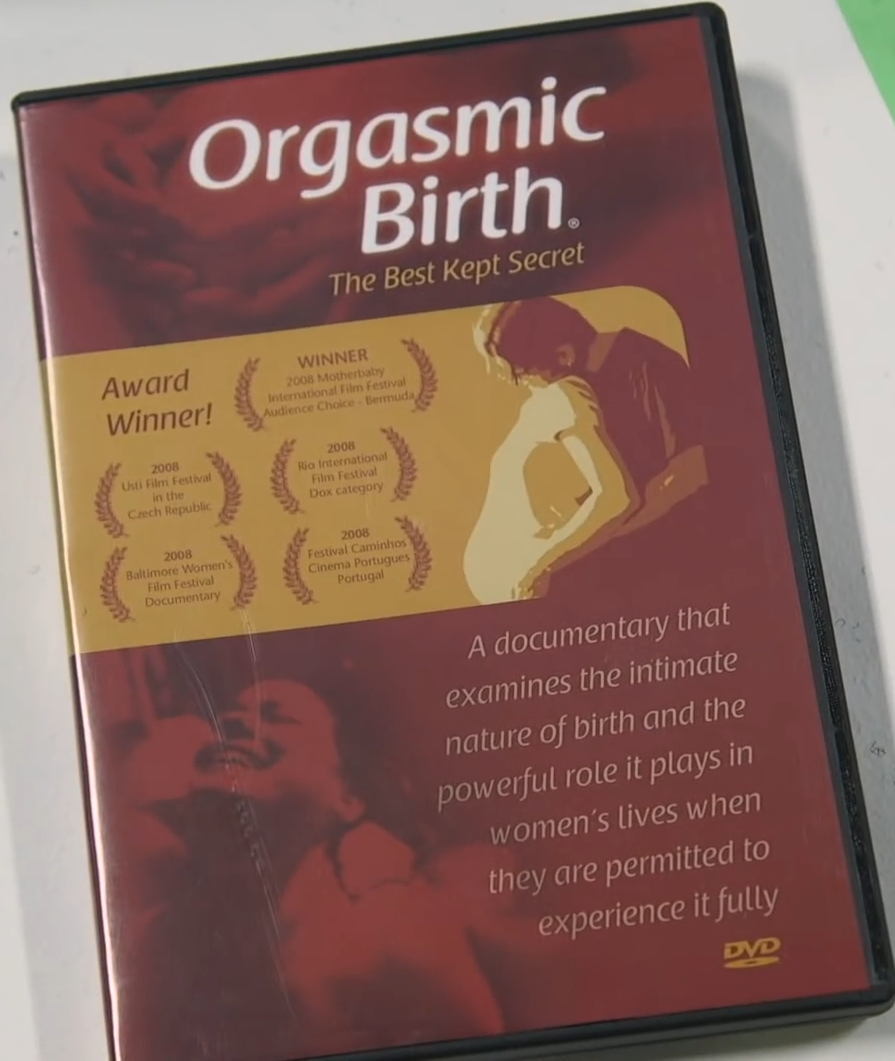 Orgasmic
Birth®
The Best Kept Secret
Award
Winner!
WINNER
2008 Motherbaby
International Film Festival
Audience Choice - Bermuda
2008
Usti Film Festival
in the
Czech Republic
2008
Rio International
Film Festival
Dox category
2008
Baltimore Women's
Film Festival
Documentary
2008
Festival Caminhos
Cinema Portugues
Portugal
A documentary that
examines the intimate
nature of birth and the
powerful role it plays in
women´s lives when
they are permitted to
experience it fully
DVD